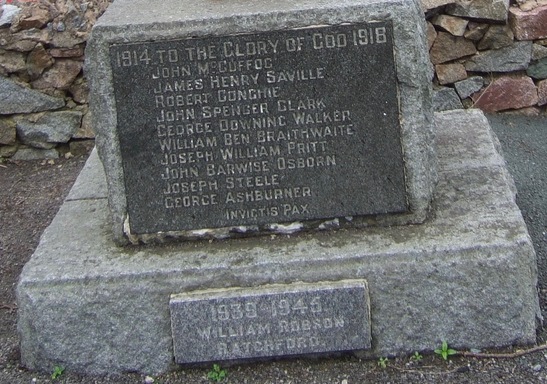 1914 TO THE GLORY OF GOD 1918
JOHN McGUFFOG
JAMES HENRY SAVILLE
ROBERT CONCHIE
JOHN SPENCER CLARK
GEORGE DOWNING WALKER
WILLIAM BEN BRAITHWAITE
JOSEPH WILLIAM PRITT
JOHN BARWISE OSBORN
JOSEPH STEELE
GEORGE ASHBURNER
INVICTIS PAX
1939 1945
WILLIAM ROBSON
BATCHFORD.